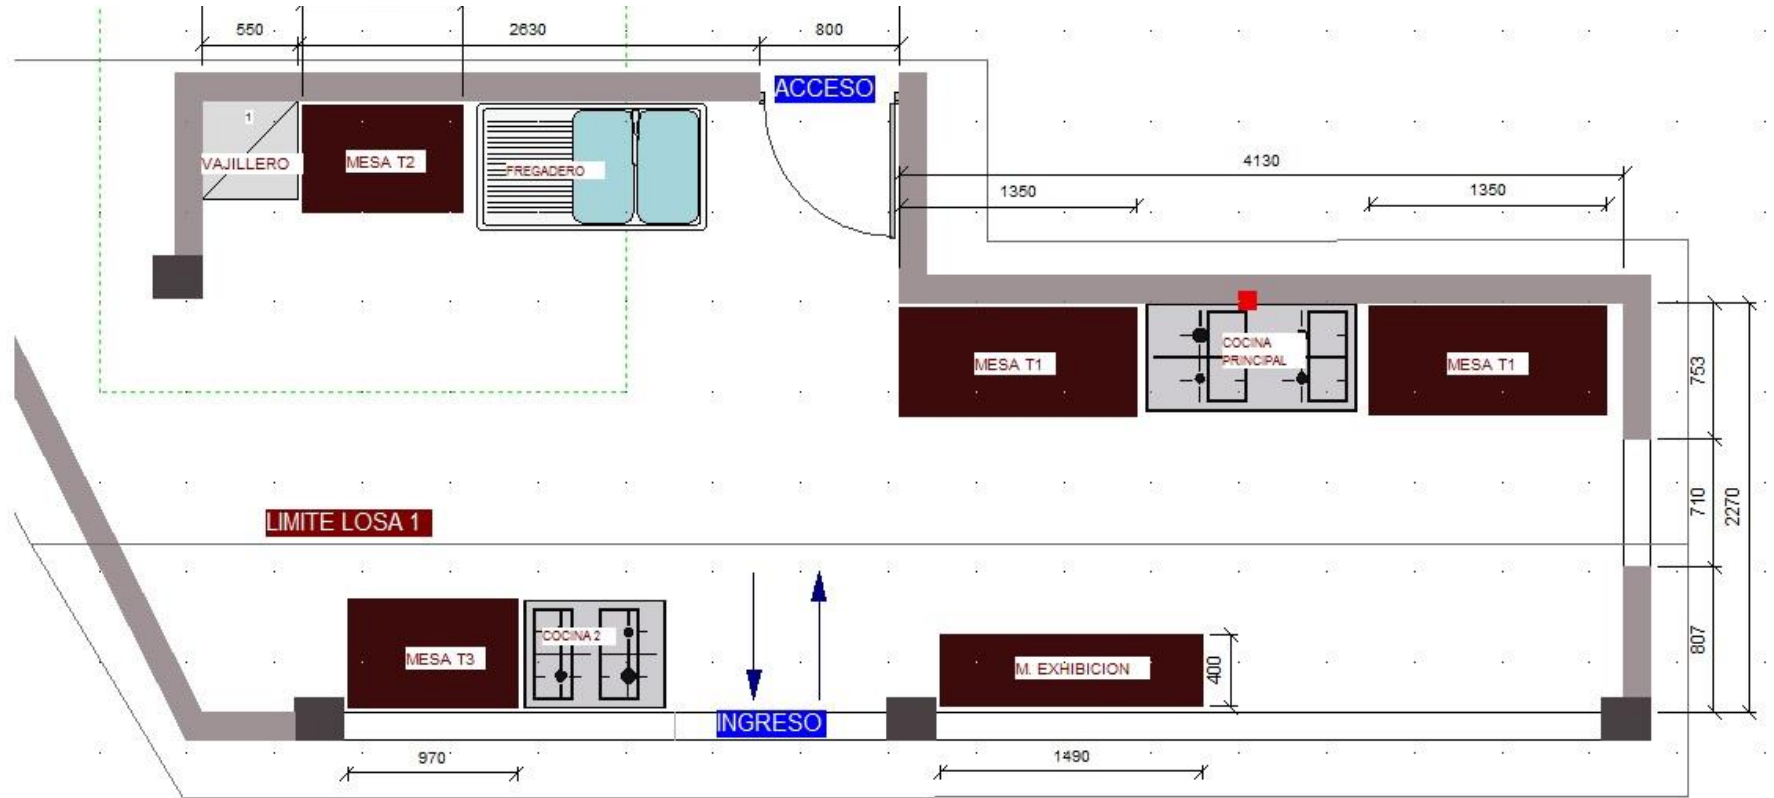 550
2630
800
ACCESO
1
VAJILLERO
MESA T2
FREGADERO
4130
1350
1350
MESA T1
COCINA
PRINCIPAL
MESA T1
753
710
2270
807
LIMITE LOSA 1
MESA T3
COCINA 2
M. EXHIBICION
400
INGRESO
970
1490